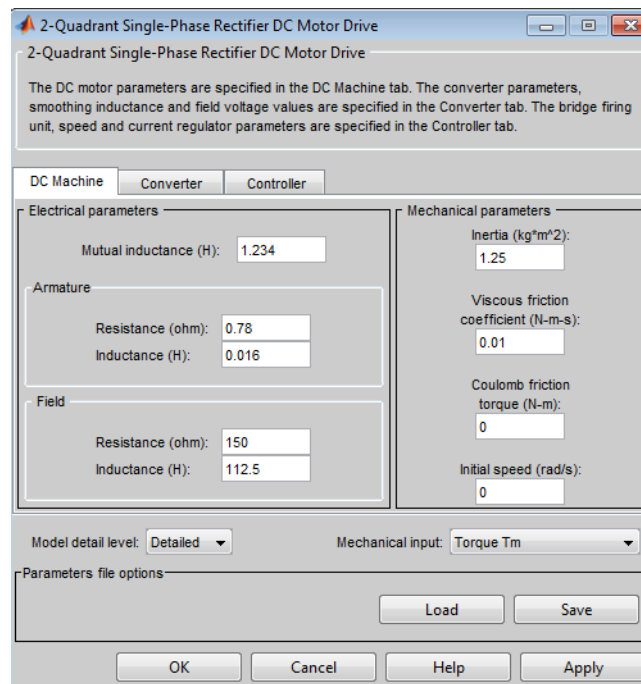 2-Quadrant Single-Phase Rectifier DC Motor Drive
2-Quadrant Single-Phase Rectifier DC Motor Drive
The DC motor parameters are specified in the DC Machine tab. The converter parameters,
smoothing inductance and field voltage values are specified in the Converter tab. The bridge firing
unit, speed and current regulator parameters are specified in the Controller tab.
DC Machine Converter Controller
Electrical parameters
Mutual inductance (H): 1.234
Armature
Resistance (ohm): 0.78
Inductance (H): 0.016
Field
Resistance (ohm): 150
Inductance (H): 112.5
Mechanical parameters
Inertia (kg*m^2):
1.25
Viscous friction
coefficient (N-m-s):
0.01
Coulomb friction
torque (N-m):
0
Initial speed (rad/s):
0
Model detail level: Detailed Mechanical input: Torque Tm
Parameters file options
Load Save
OK Cancel Help Apply